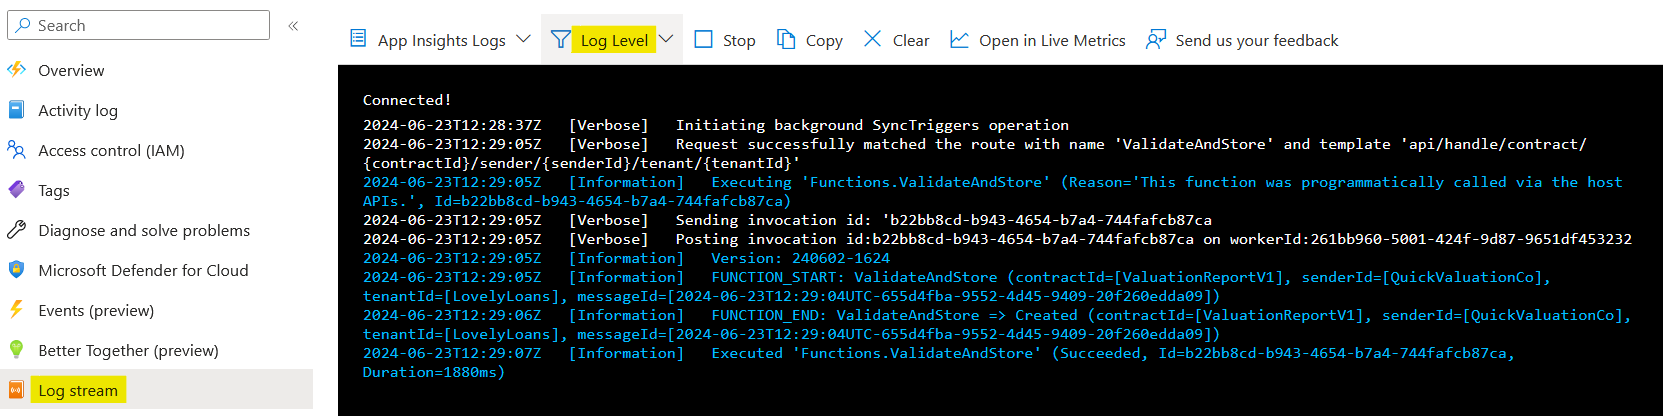 Search
Overview
Activity log
Access control (IAM)
Tags
Diagnose and solve problems
Microsoft Defender for Cloud
Events (preview)
Better Together (preview)
Log stream
App Insights Logs Log Level Stop Copy Clear Open in Live Metrics Send us your feedback
Connected!
2024-06-23T12:28:37Z [Verbose] Initiating background SyncTriggers operation
2024-06-23T12:29:05Z [Verbose] Request successfully matched the route with name 'ValidateAndStore' and template 'api/handle/contract/
{contractId}/sender/{senderId}/tenant/{tenantId}'
2024-06-23T12:29:05Z [Information] Executing 'Functions.ValidateAndStore' (Reason='This function was programmatically called via the host
APIs.', Id=b22bb8cd-b943-4654-b7a4-744fafcb87ca)
2024-06-23T12:29:05Z [Verbose] Sending invocation id: 'b22bb8cd-b943-4654-b7a4-744fafcb87ca
2024-06-23T12:29:05Z [Verbose] Posting invocation id:b22bb8cd-b943-4654-b7a4-744fafcb87ca on workerId:261bb960-5001-424f-9d87-9651df453232
2024-06-23T12:29:05Z [Information] Version: 240602-1624
2024-06-23T12:29:05Z [Information] FUNCTION_START: ValidateAndStore (contractId=[ValuationReportV1], senderId=[QuickValuationCo],
tenantId=[LovelyLoans], messageId=[2024-06-23T12:29:04UTC-655d4fba-9552-4d45-9409-20f260edda09])
2024-06-23T12:29:06Z [Information] FUNCTION_END: ValidateAndStore => Created (contractId=[ValuationReportV1], senderId=[QuickValuationCo],
tenantId=[LovelyLoans], messageId=[2024-06-23T12:29:04UTC-655d4fba-9552-4d45-9409-20f260edda09])
2024-06-23T12:29:07Z [Information] Executed 'Functions.ValidateAndStore' (Succeeded, Id=b22bb8cd-b943-4654-b7a4-744fafcb87ca,
Duration=1880ms)